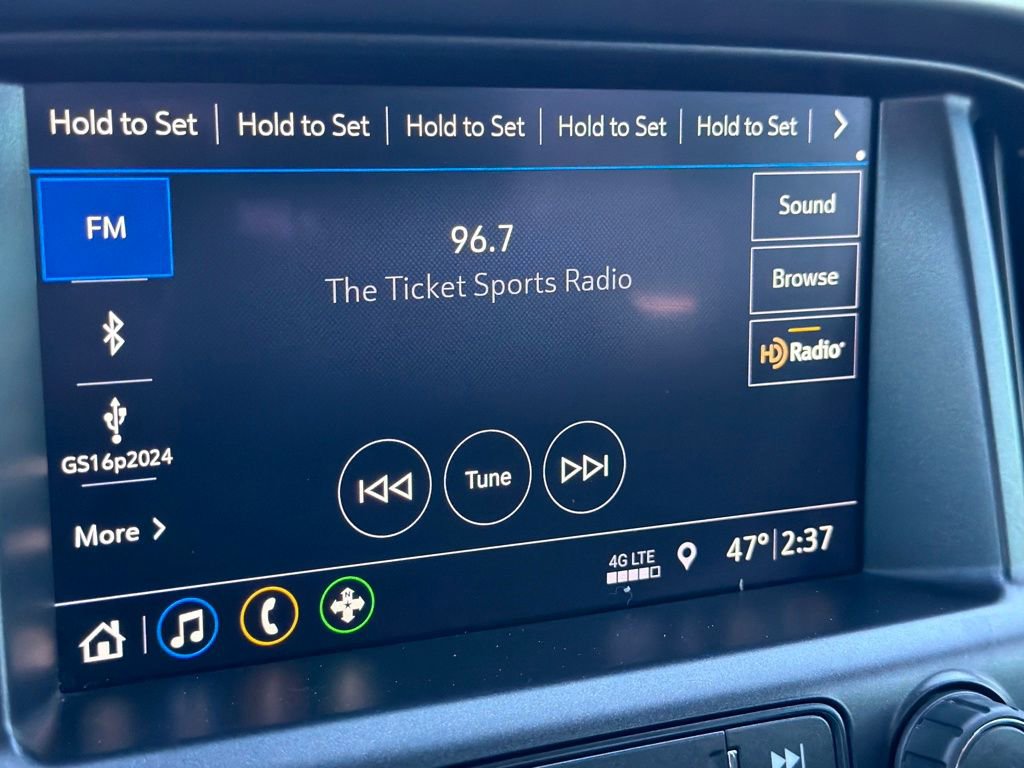 Hold to Set | Hold to Set | Hold to Set | Hold to Set | Hold to Set |
FM
96.7
The Ticket Sports Radio
Sound
Browse
HD Radio
GS16p2024
More
Tune
4G LTE
47° | 2:37
N